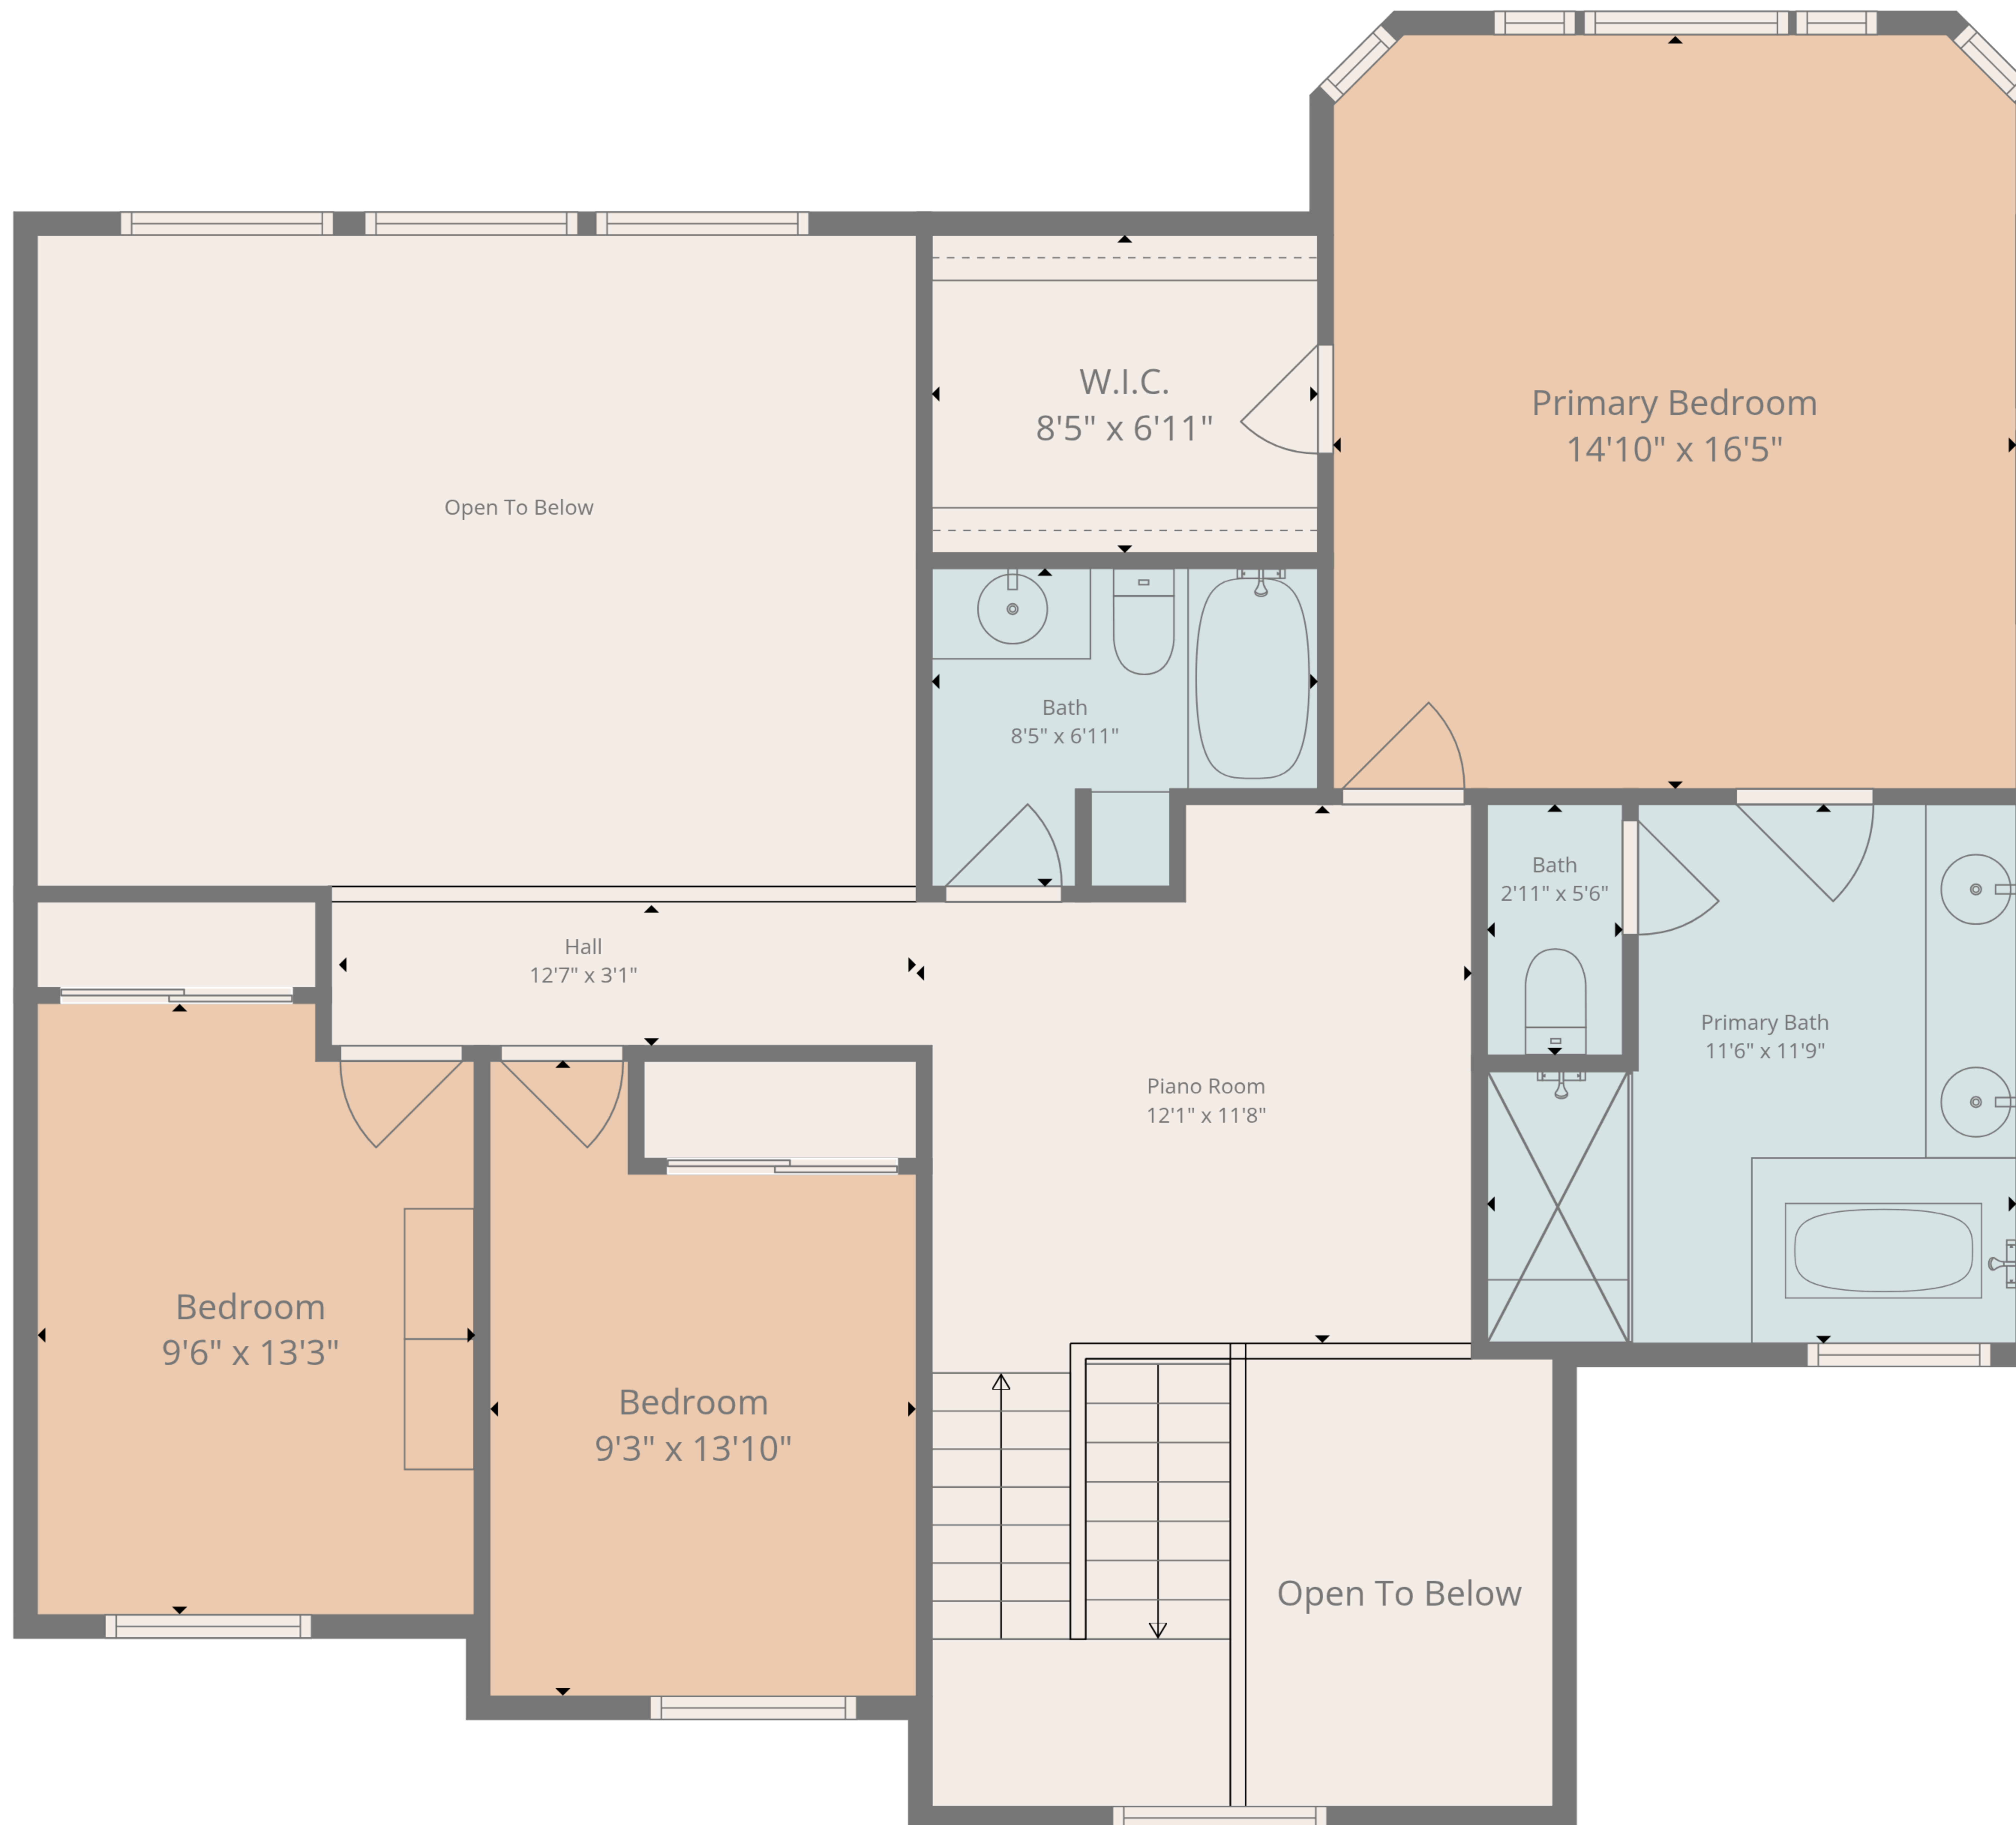 Primary Bedroom
14'10" x 16'5"
W.I.C.
8'5" x 6'11"
Open To Below
Bath
8'5" x 6'11"
Bath
2'11" x 5'6"
Hall
12'7" x 3'1"
Primary Bath
11'6" x 11'9"
Piano Room
12'1" x 11'8"
Bedroom
9'6" x 13'3"
Bedroom
9'3" x 13'10"
Open To Below